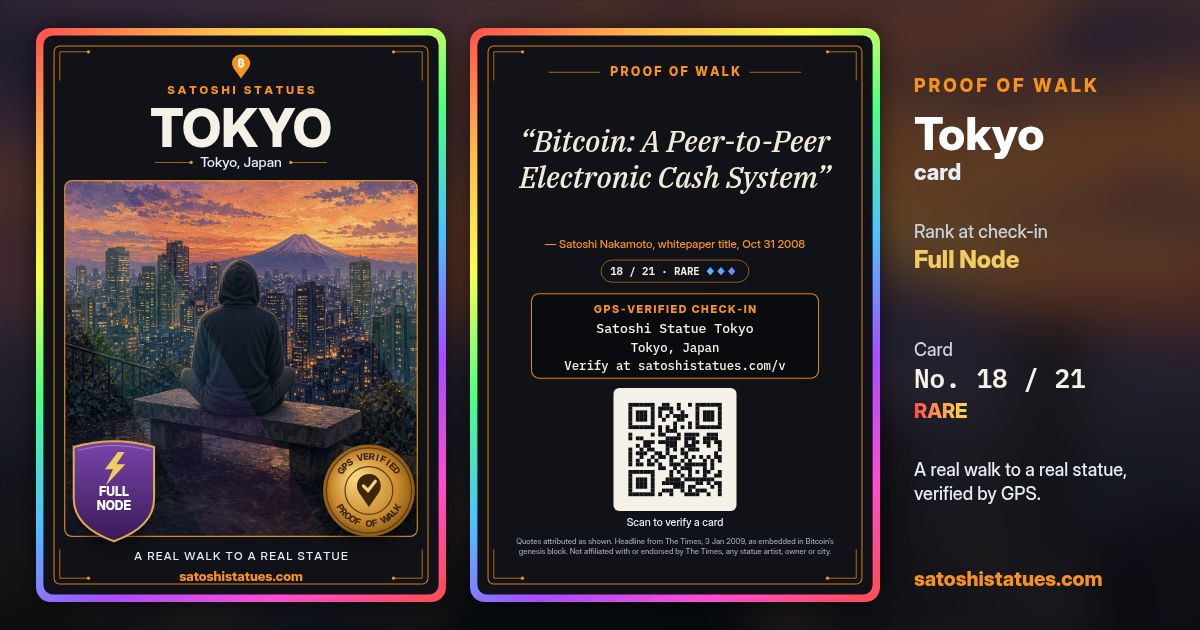 ₿
SATOSHI STATUES
TOKYO
Tokyo, Japan
FULL
NODE
GPS VERIFIED
PROOF OF WALK
A REAL WALK TO A REAL STATUE
satoshistatues.com
PROOF OF WALK
“Bitcoin: A Peer-to-Peer
Electronic Cash System”
— Satoshi Nakamoto, whitepaper title, Oct 31 2008
18 / 21 · RARE
GPS-VERIFIED CHECK-IN
Satoshi Statue Tokyo
Tokyo, Japan
Verify at satoshistatues.com/v
Scan to verify a card
Quotes attributed as shown. Headline from The Times, 3 Jan 2009, as embedded in Bitcoin's
genesis block. Not affiliated with or endorsed by The Times, any statue artist, owner or city.
PROOF OF WALK
Tokyo
card
Rank at check-in
Full Node
Card
No. 18 / 21
RARE
A real walk to a real statue,
verified by GPS.
satoshistatues.com